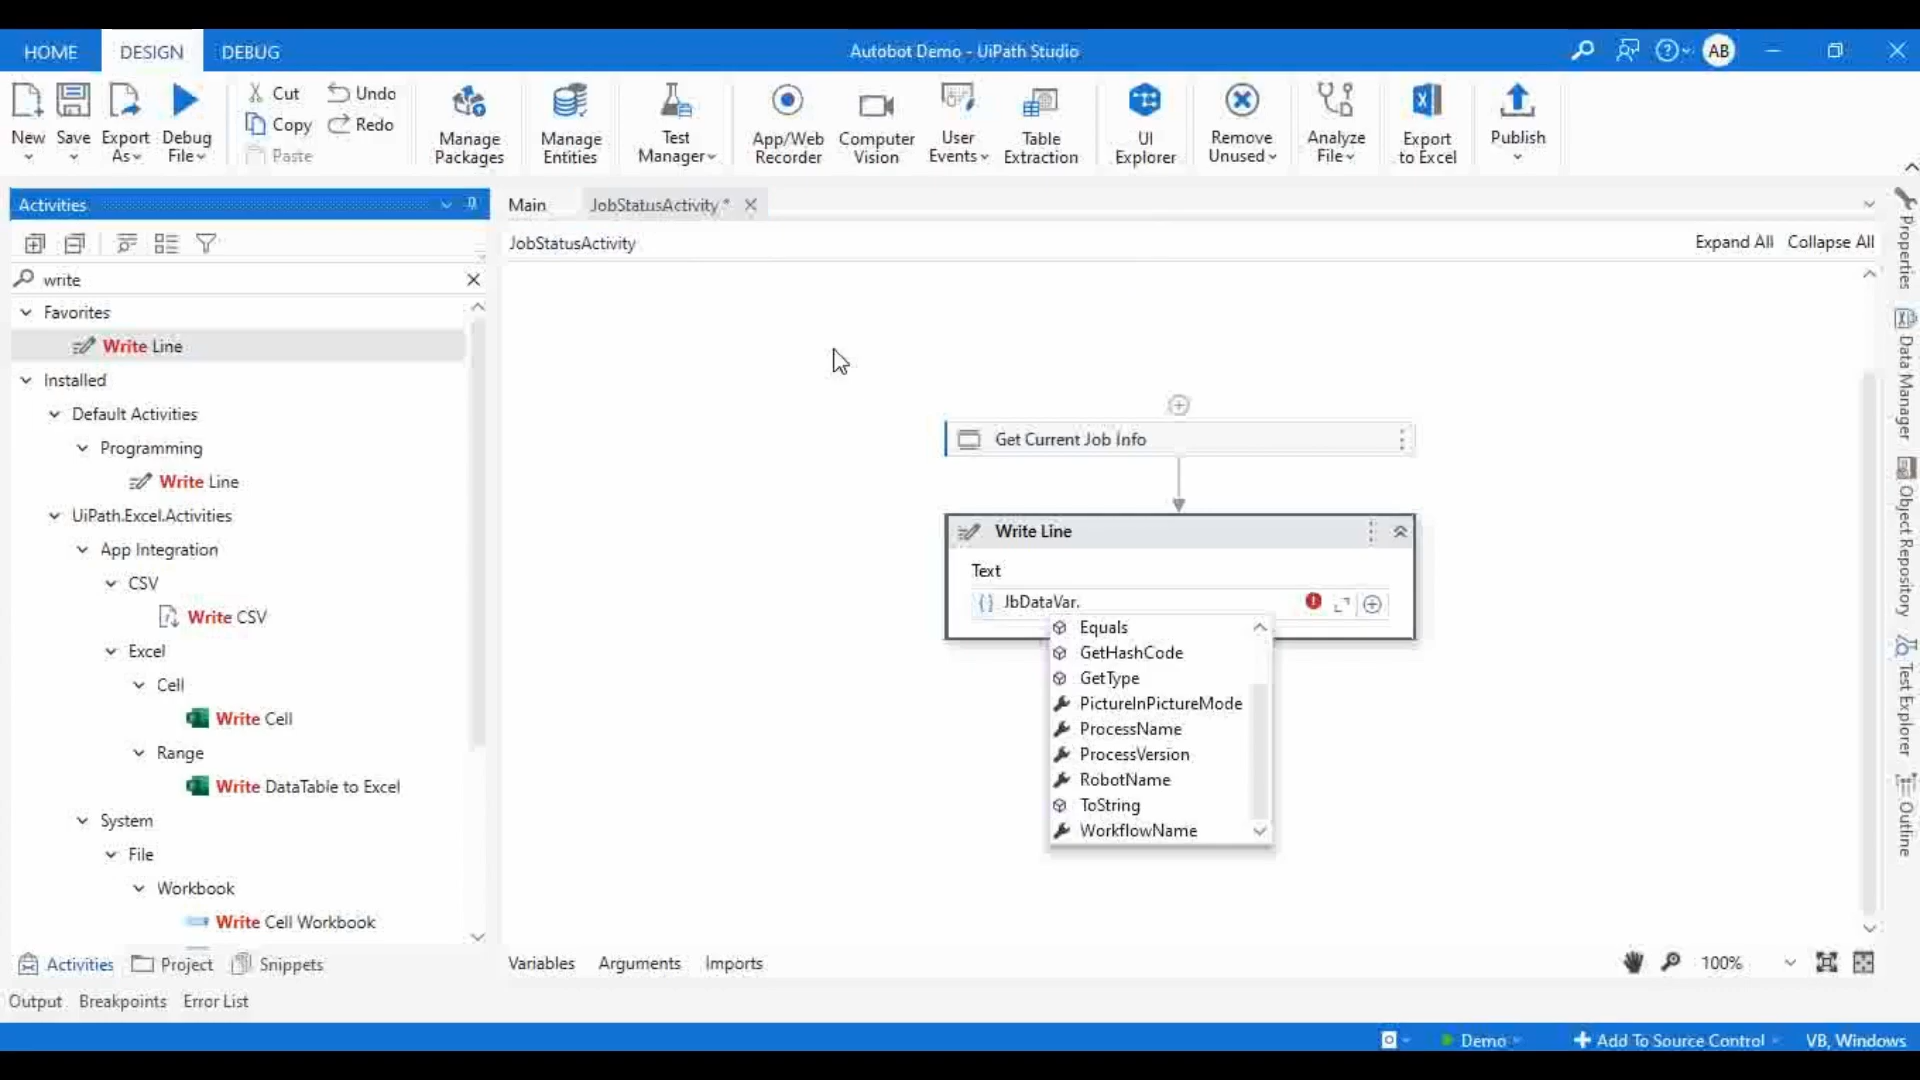 HOME DESIGN DEBUG Autobot Demo - UiPath Studio AB
New Save Export As Debug File Cut Copy Paste Undo Redo Manage Packages Manage Entities Test Manager App/Web Recorder Computer Vision User Events Table Extraction UI Explorer Remove Unused Analyze File Export to Excel Publish
Activities
write
Favorites
Write Line
Installed
Default Activities
Programming
Write Line
UiPath.Excel.Activities
App Integration
CSV
Write CSV
Excel
Cell
Write Cell
Range
Write DataTable to Excel
System
File
Workbook
Write Cell Workbook
Activities Project Snippets
Main JobStatusActivity *
JobStatusActivity Expand All Collapse All
Get Current Job Info
Write Line
Text
JbDataVar.
Equals
GetHashCode
GetType
PictureInPictureMode
ProcessName
ProcessVersion
RobotName
ToString
WorkflowName
Variables Arguments Imports 100%
Properties
Data Manager
Object Repository
Test Explorer
Outline
Output Breakpoints Error List
Demo Add To Source Control VB, Windows